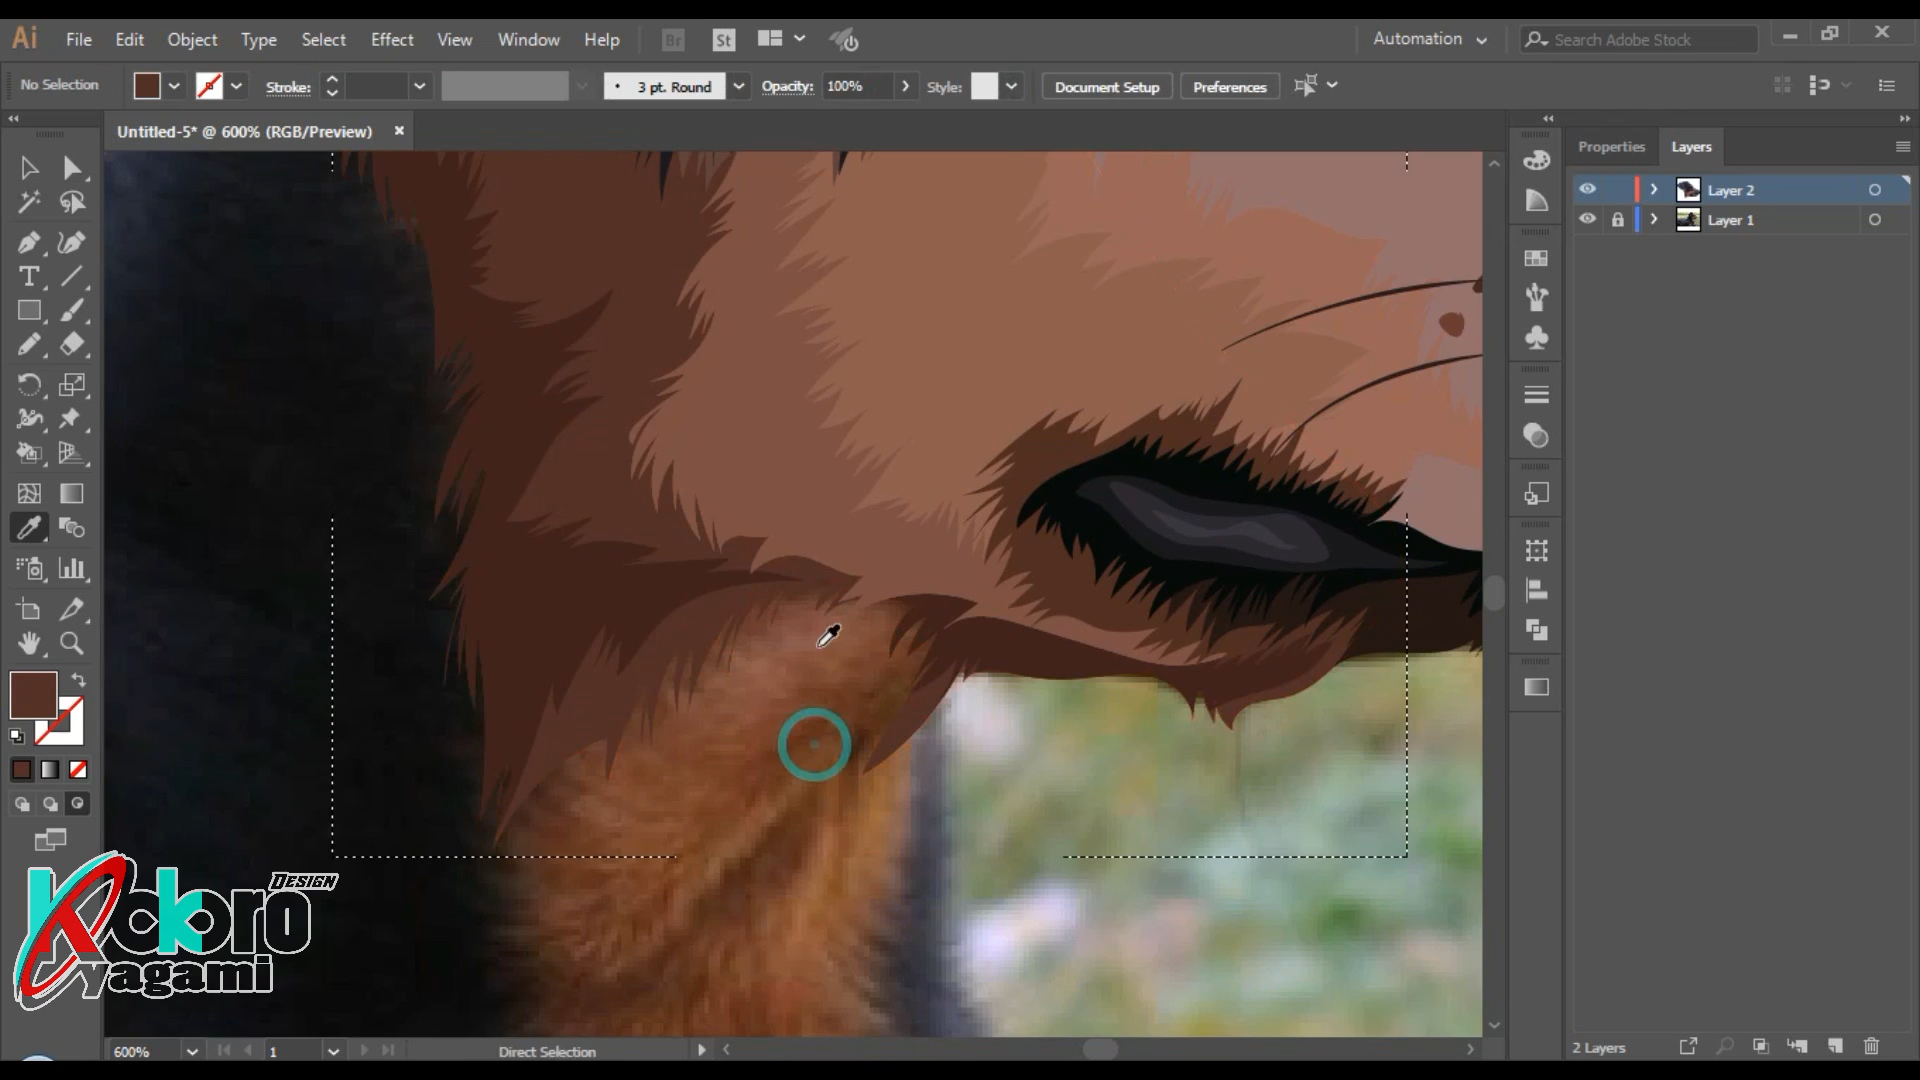 Ai File Edit Object Type Select Effect View Window Help Br St Automation Search Adobe Stock
No Selection Stroke: 3 pt. Round Opacity: 100% Style: Document Setup Preferences
Untitled-5* @ 600% (RGB/Preview)
Properties Layers
Layer 2
Layer 1
T
Design
Kokoro
yagami
600% 1 Direct Selection 2 Layers